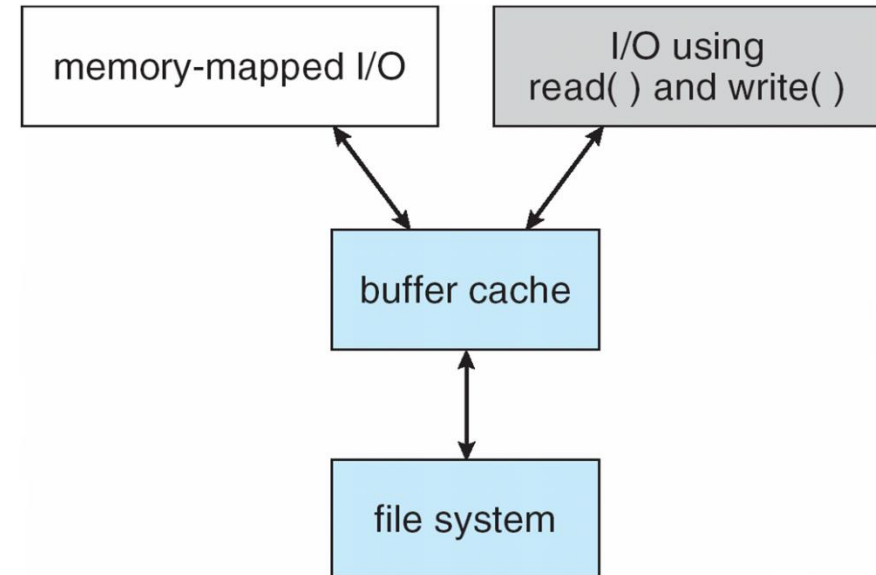 memory-mapped I/O
I/O using
read( ) and write( )
buffer cache
file system